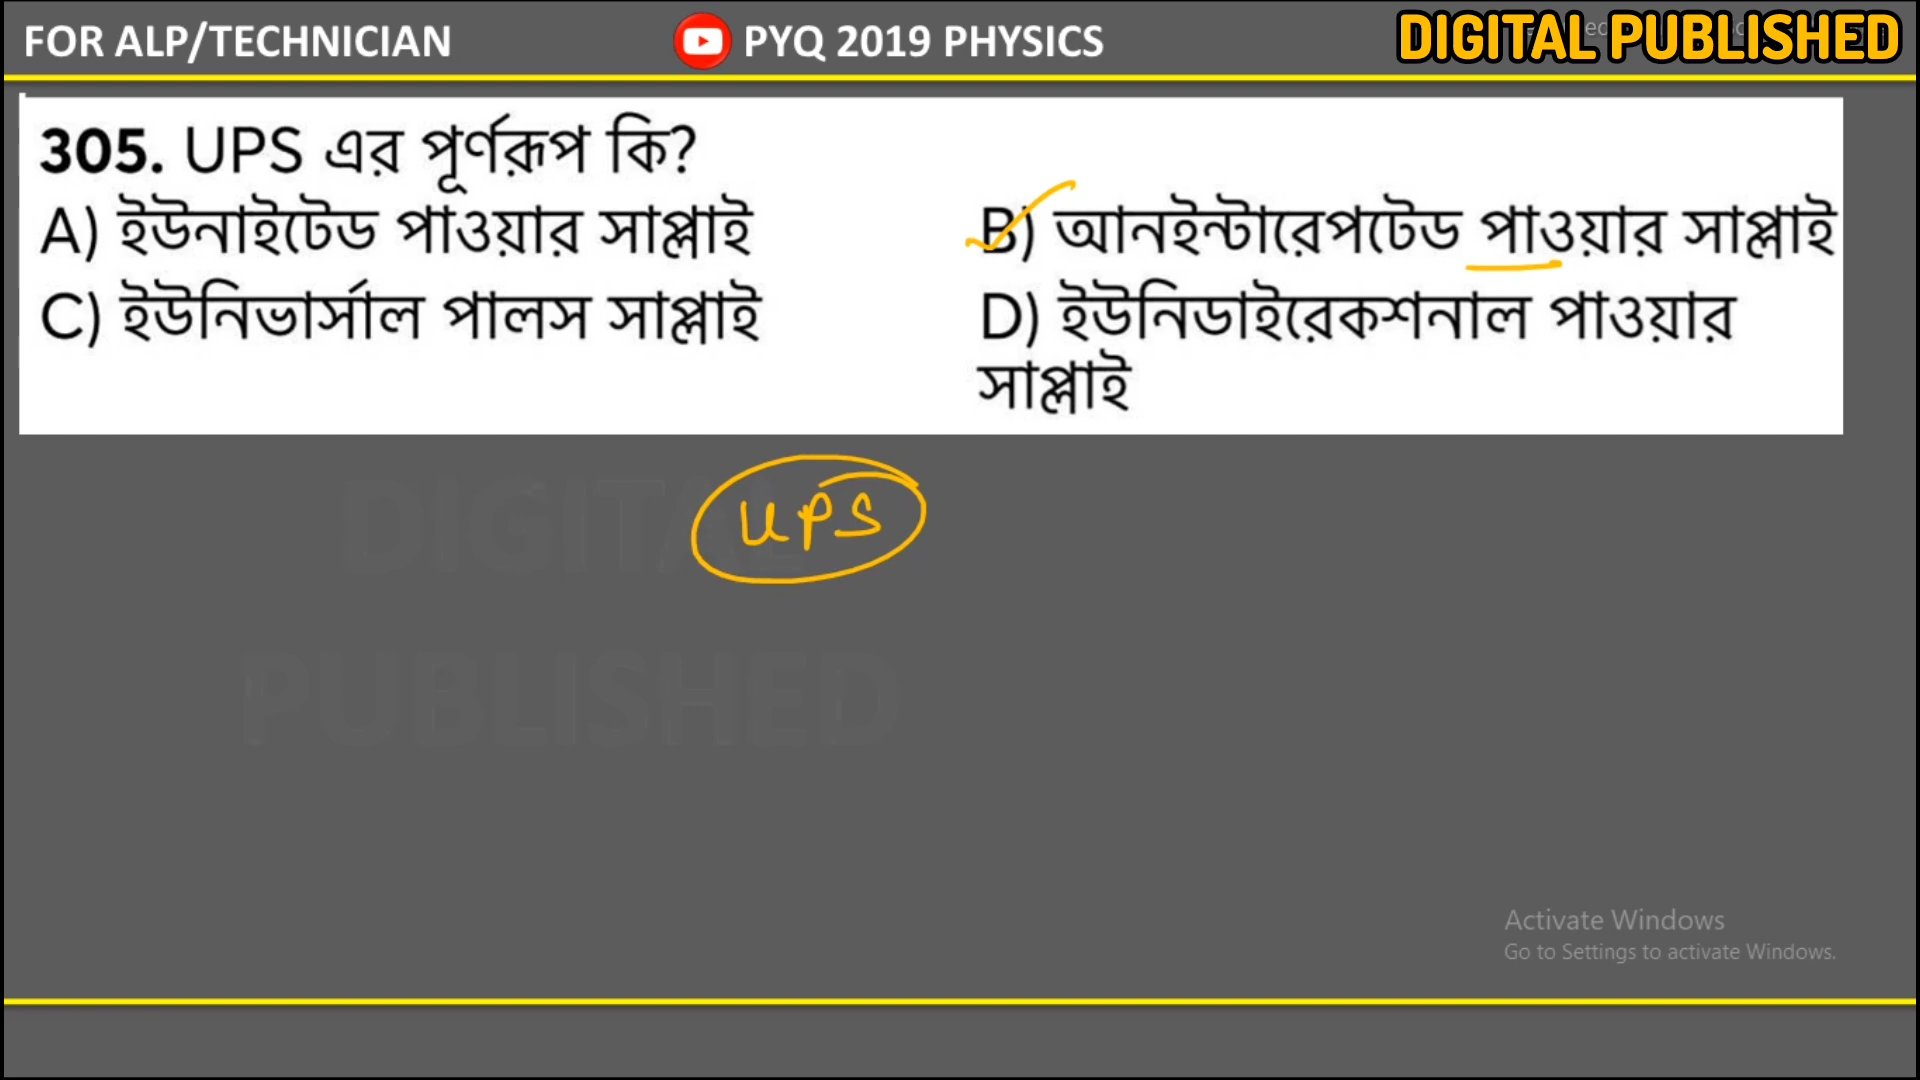 FOR ALP/TECHNICIAN
PYQ 2019 PHYSICS
DIGITAL PUBLISHED
305. UPS এর পূর্ণরূপ কি?
A) ইউনাইটেড পাওয়ার সাপ্লাই
B) আনইন্টারেপটেড পাওয়ার সাপ্লাই
C) ইউনিভার্সাল পালস সাপ্লাই
D) ইউনিডাইরেকশনাল পাওয়ার
সাপ্লাই
UPS
DIGITAL
PUBLISHED
Activate Windows
Go to Settings to activate Windows.